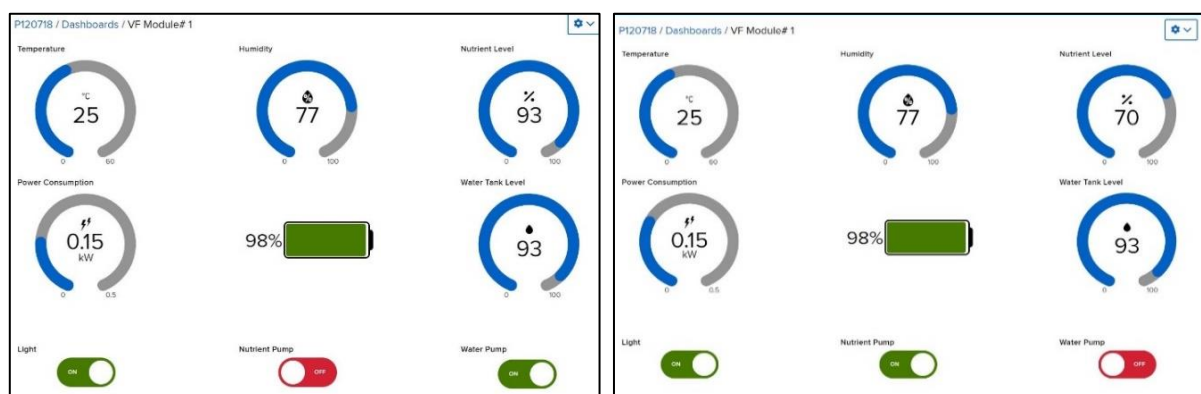 P120718 / Dashboards / VF Module# 1
Temperature
Humidity
Nutrient Level
°C
25
0
60
%
77
0
100
%
93
0
100
Power Consumption
Water Tank Level
0.15
kW
0
0.5
98%
93
0
100
Light
Nutrient Pump
Water Pump
ON
OFF
ON
P120718 / Dashboards / VF Module# 1
Temperature
Humidity
Nutrient Level
°C
25
0
60
%
77
0
100
%
70
0
100
Power Consumption
Water Tank Level
0.15
kW
0
0.5
98%
93
0
100
Light
Nutrient Pump
Water Pump
ON
ON
OFF